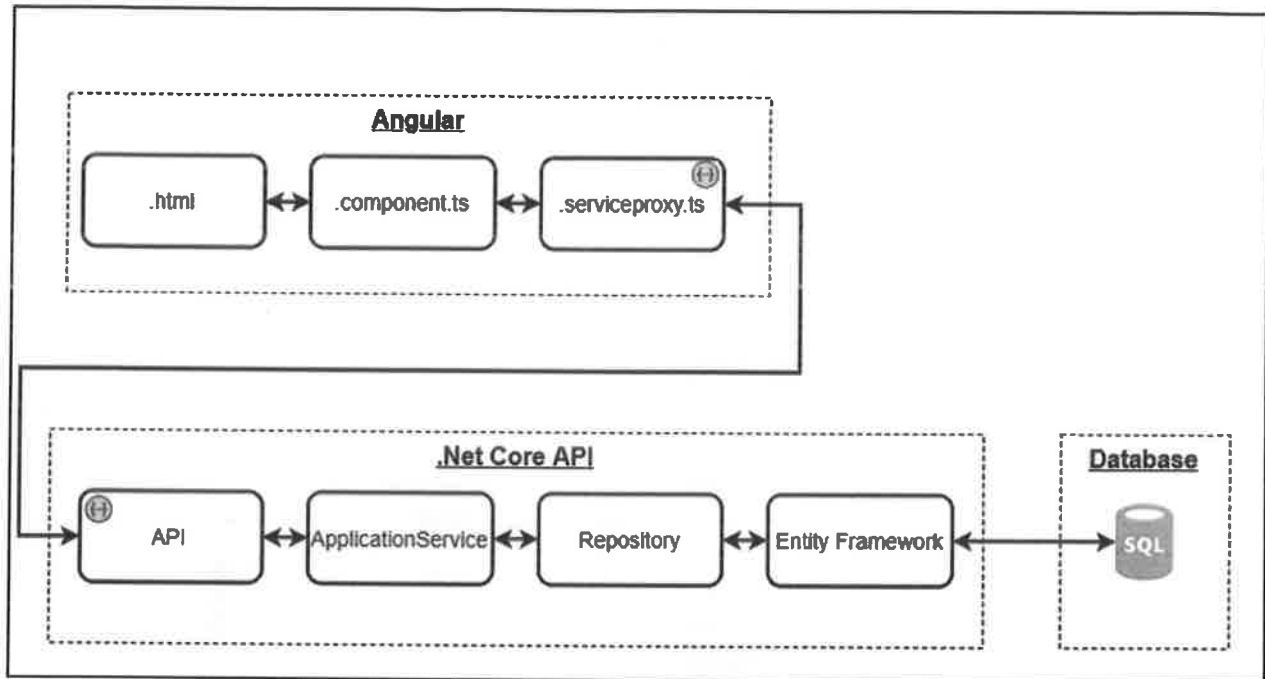 Angular
.html
.component.ts
.serviceproxy.ts
.Net Core API
API
ApplicationService
Repository
Entity Framework
Database
SQL